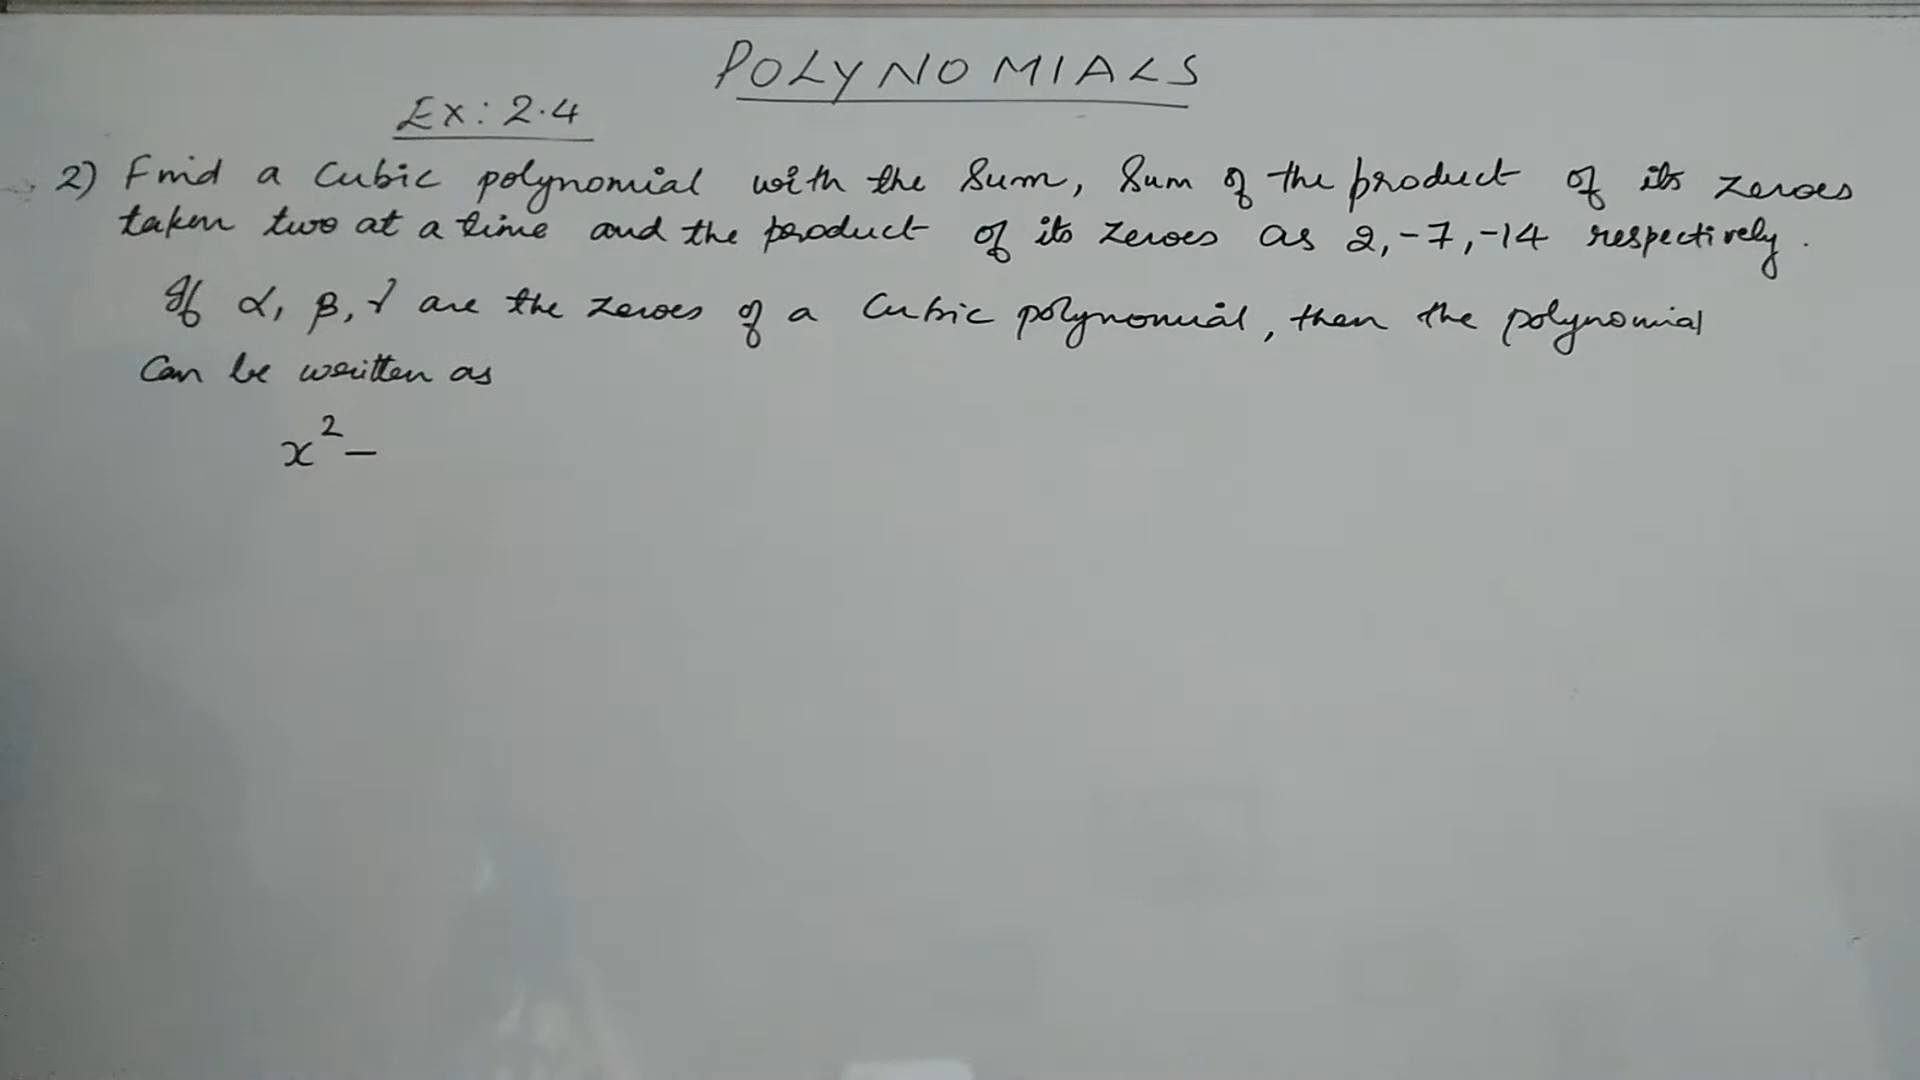 POLYNOMIALS
Ex: 2.4
2) Find a Cubic polynomial with the Sum, Sum of the product of its zeroes
taken two at a time and the product of its zeroes as 2, -7, -14 respectively.
If α, β, γ are the zeroes of a Cubic polynomial, then the polynomial
Can be written as
x² –